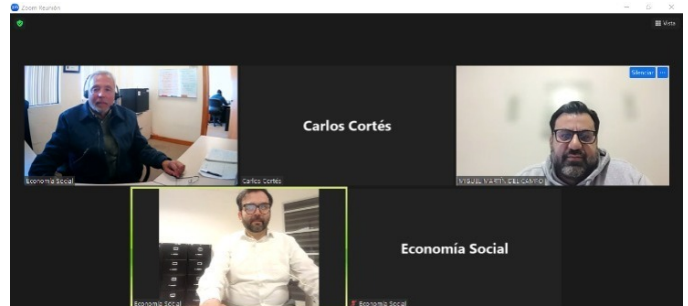 Zoom Reunión
Vista
Silenciar
Carlos Cortés
Economía Social
Carlos Cortés
MIGUEL MARTÍN DEL CAMPO
Economía Social
Economía Social
Economía Social